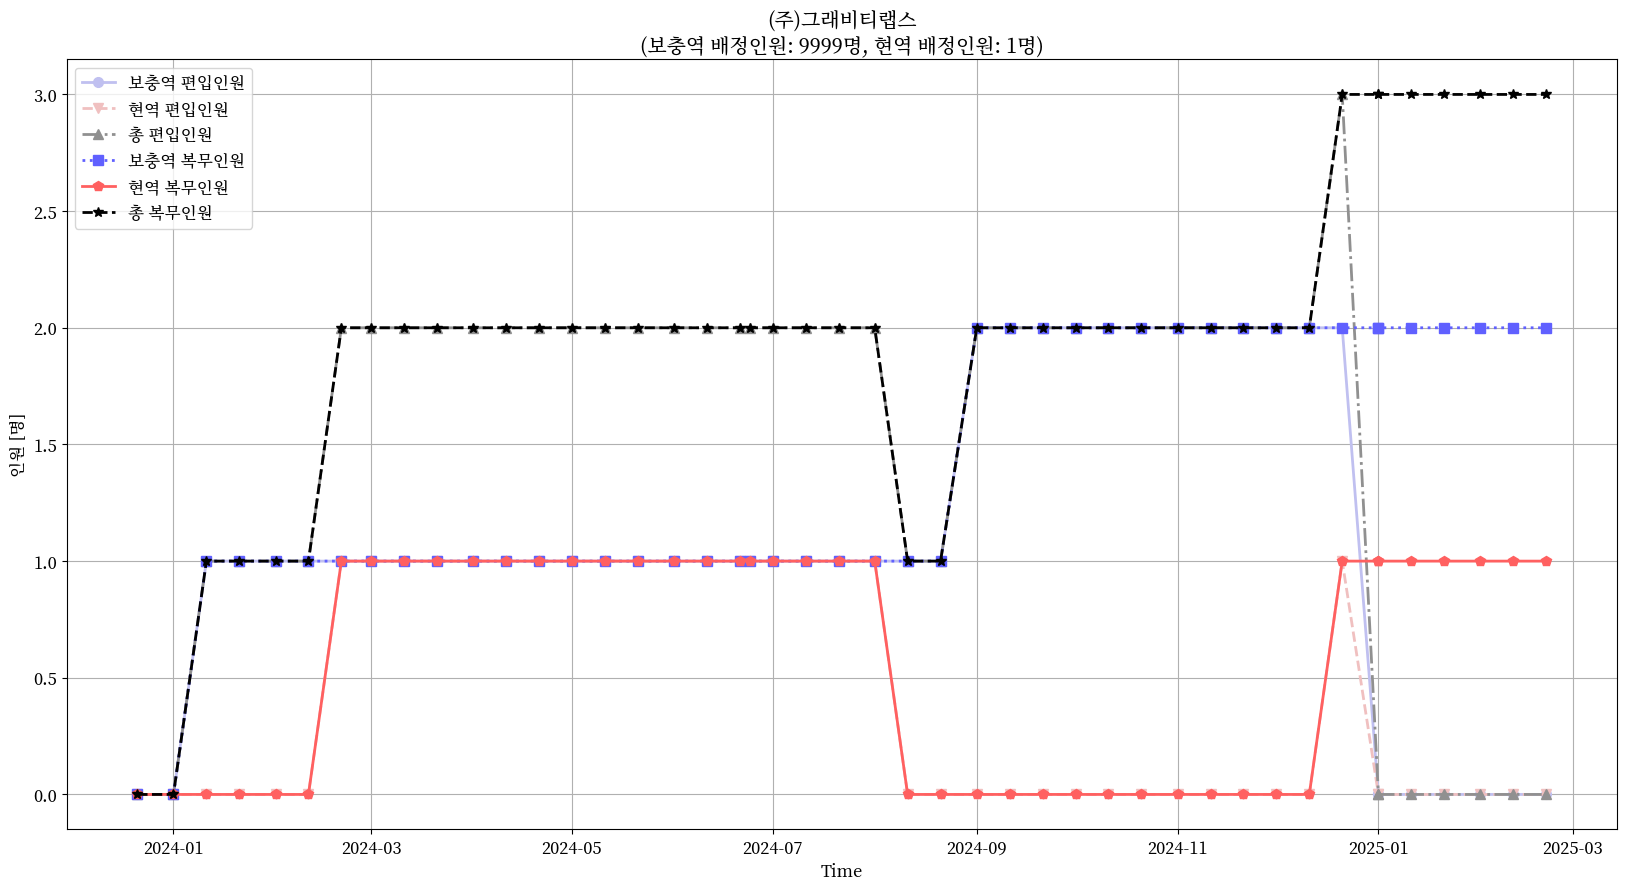 (주)그래비티랩스
(보충역 배정인원: 9999명, 현역 배정인원: 1명)
보충역 편입인원
현역 편입인원
총 편입인원
보충역 복무인원
현역 복무인원
총 복무인원
3.0
2.5
2.0
1.5
1.0
0.5
0.0
인원 [명]
2024-01 2024-03 2024-05 2024-07 2024-09 2024-11 2025-01 2025-03
Time